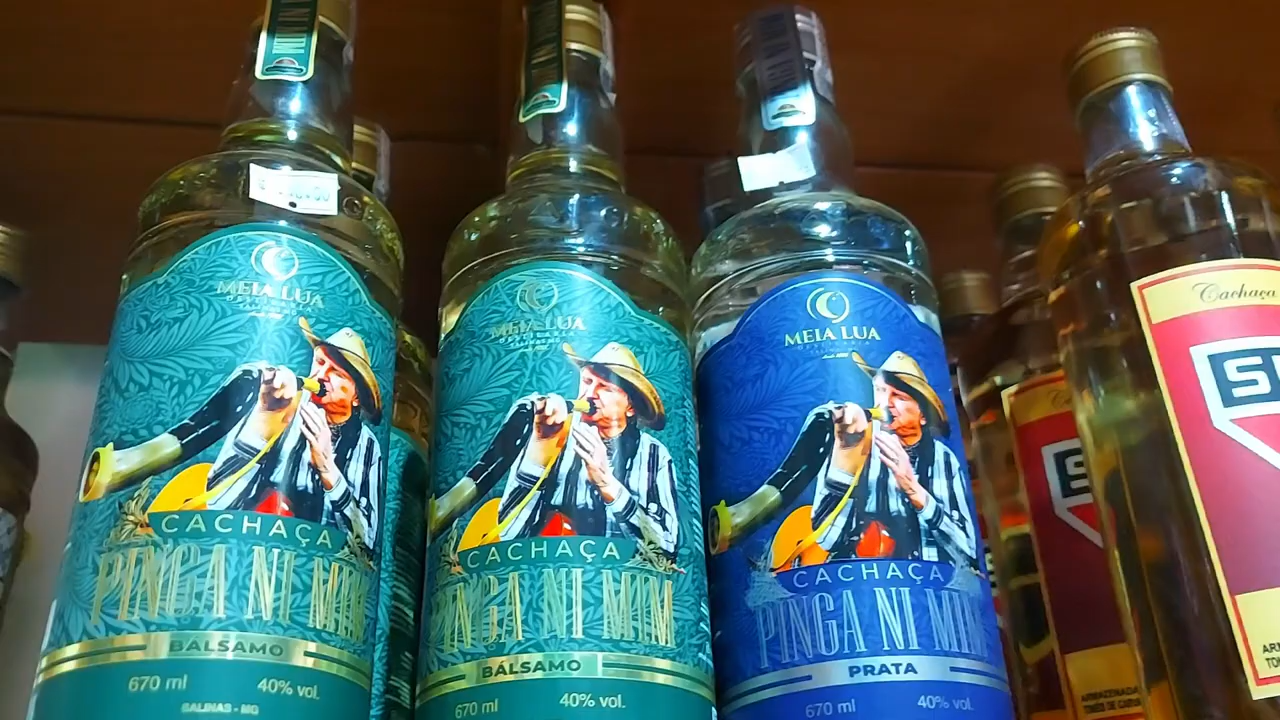 MEIA LUA
CACHAÇA
PINGA NI MIM
BÁLSAMO
670 ml 40% vol.
SALINAS - MG
MEIA LUA
CACHAÇA
PINGA NI MIM
BÁLSAMO
670 ml 40% vol.
MEIA LUA
CACHAÇA
PINGA NI MIM
PRATA
670 ml 40% vol.
ARMAZENADA
Cachaça